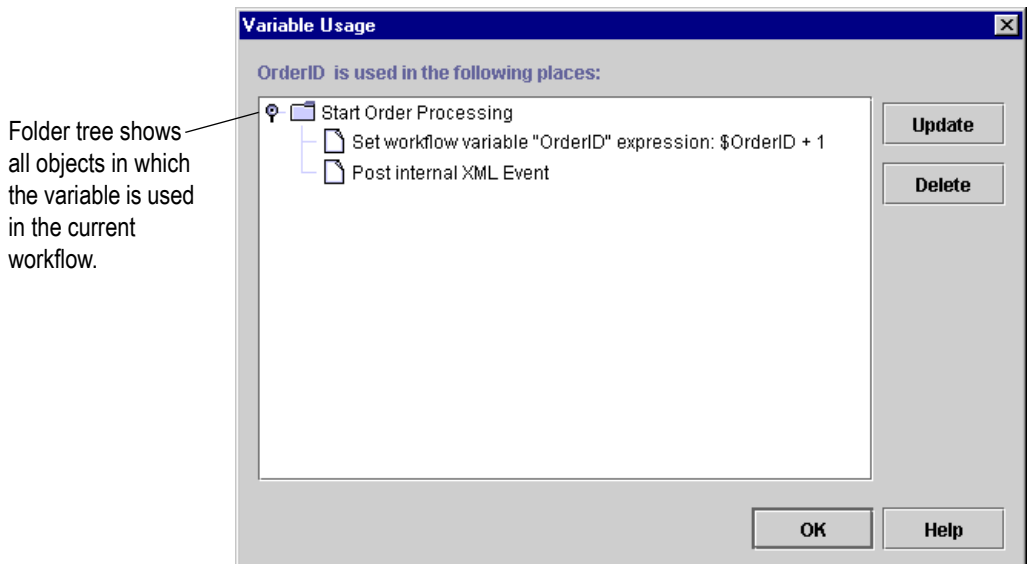 Variable Usage
OrderID is used in the following places:
Folder tree shows
all objects in which
the variable is used
in the current
workflow.
Start Order Processing
Set workflow variable "OrderID" expression: $OrderID + 1
Post internal XML Event
Update
Delete
OK
Help